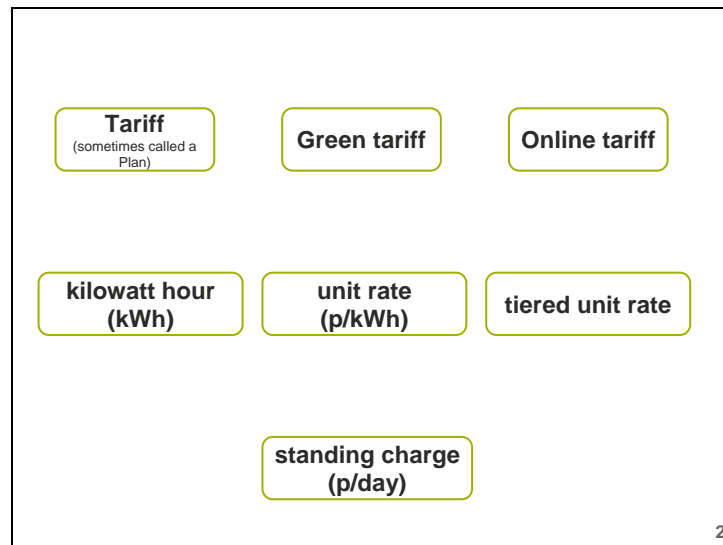 Tariff
(sometimes called a
Plan)
Green tariff
Online tariff
kilowatt hour
(kWh)
unit rate
(p/kWh)
tiered unit rate
standing charge
(p/day)
2